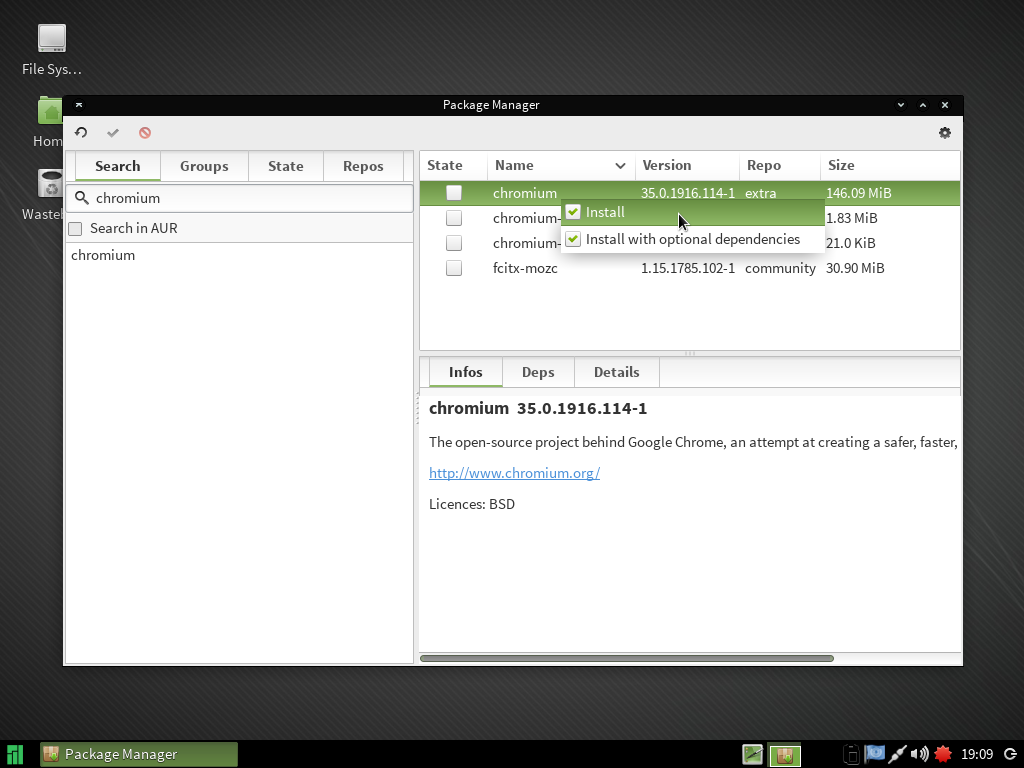 File Sys…
Hom
Wastel
Package Manager
Search Groups State Repos
chromium
Search in AUR
chromium
State Name Version Repo Size
chromium 35.0.1916.114-1 extra 146.09 MiB
chromium- 1.83 MiB
chromium- 21.0 KiB
fcitx-mozc 1.15.1785.102-1 community 30.90 MiB
Install
Install with optional dependencies
Infos Deps Details
chromium 35.0.1916.114-1
The open-source project behind Google Chrome, an attempt at creating a safer, faster,
http://www.chromium.org/
Licences: BSD
Package Manager
19:09